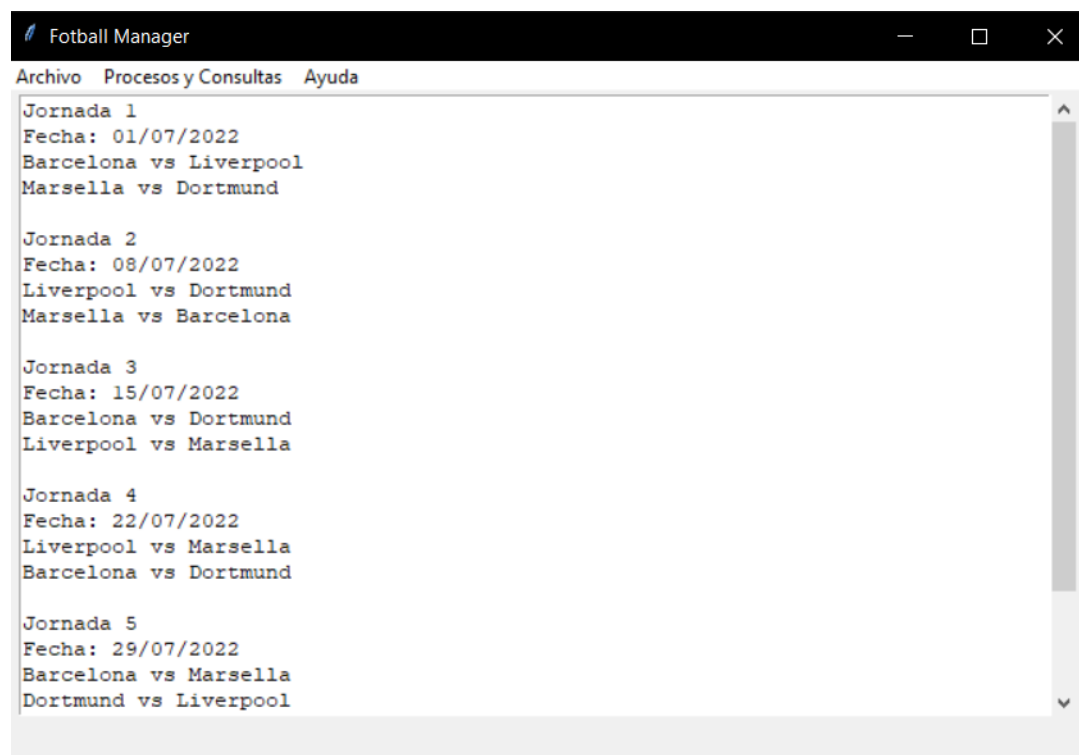 Fotball Manager
Archivo Procesos y Consultas Ayuda
Jornada 1
Fecha: 01/07/2022
Barcelona vs Liverpool
Marsella vs Dortmund
Jornada 2
Fecha: 08/07/2022
Liverpool vs Dortmund
Marsella vs Barcelona
Jornada 3
Fecha: 15/07/2022
Barcelona vs Dortmund
Liverpool vs Marsella
Jornada 4
Fecha: 22/07/2022
Liverpool vs Marsella
Barcelona vs Dortmund
Jornada 5
Fecha: 29/07/2022
Barcelona vs Marsella
Dortmund vs Liverpool